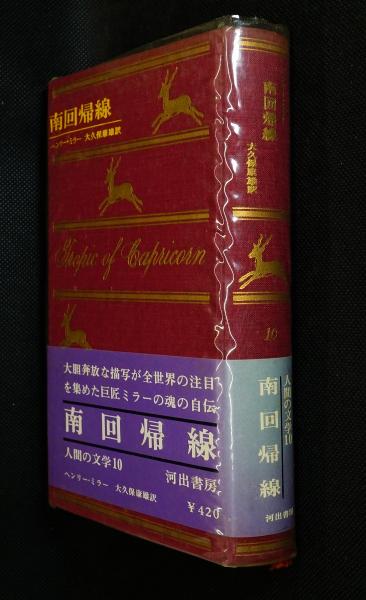 南回帰線
ヘンリー・ミラー 大久保康雄訳
Tropic of Capricorn
大胆奔放な描写が全世界の注目
を集めた巨匠ミラーの魂の自伝
南回帰線
人間の文学10 河出書房
ヘンリー・ミラー 大久保康雄訳
¥420
南回帰線
大久保康雄訳
10
人間の文学10
南回帰線
河出書房